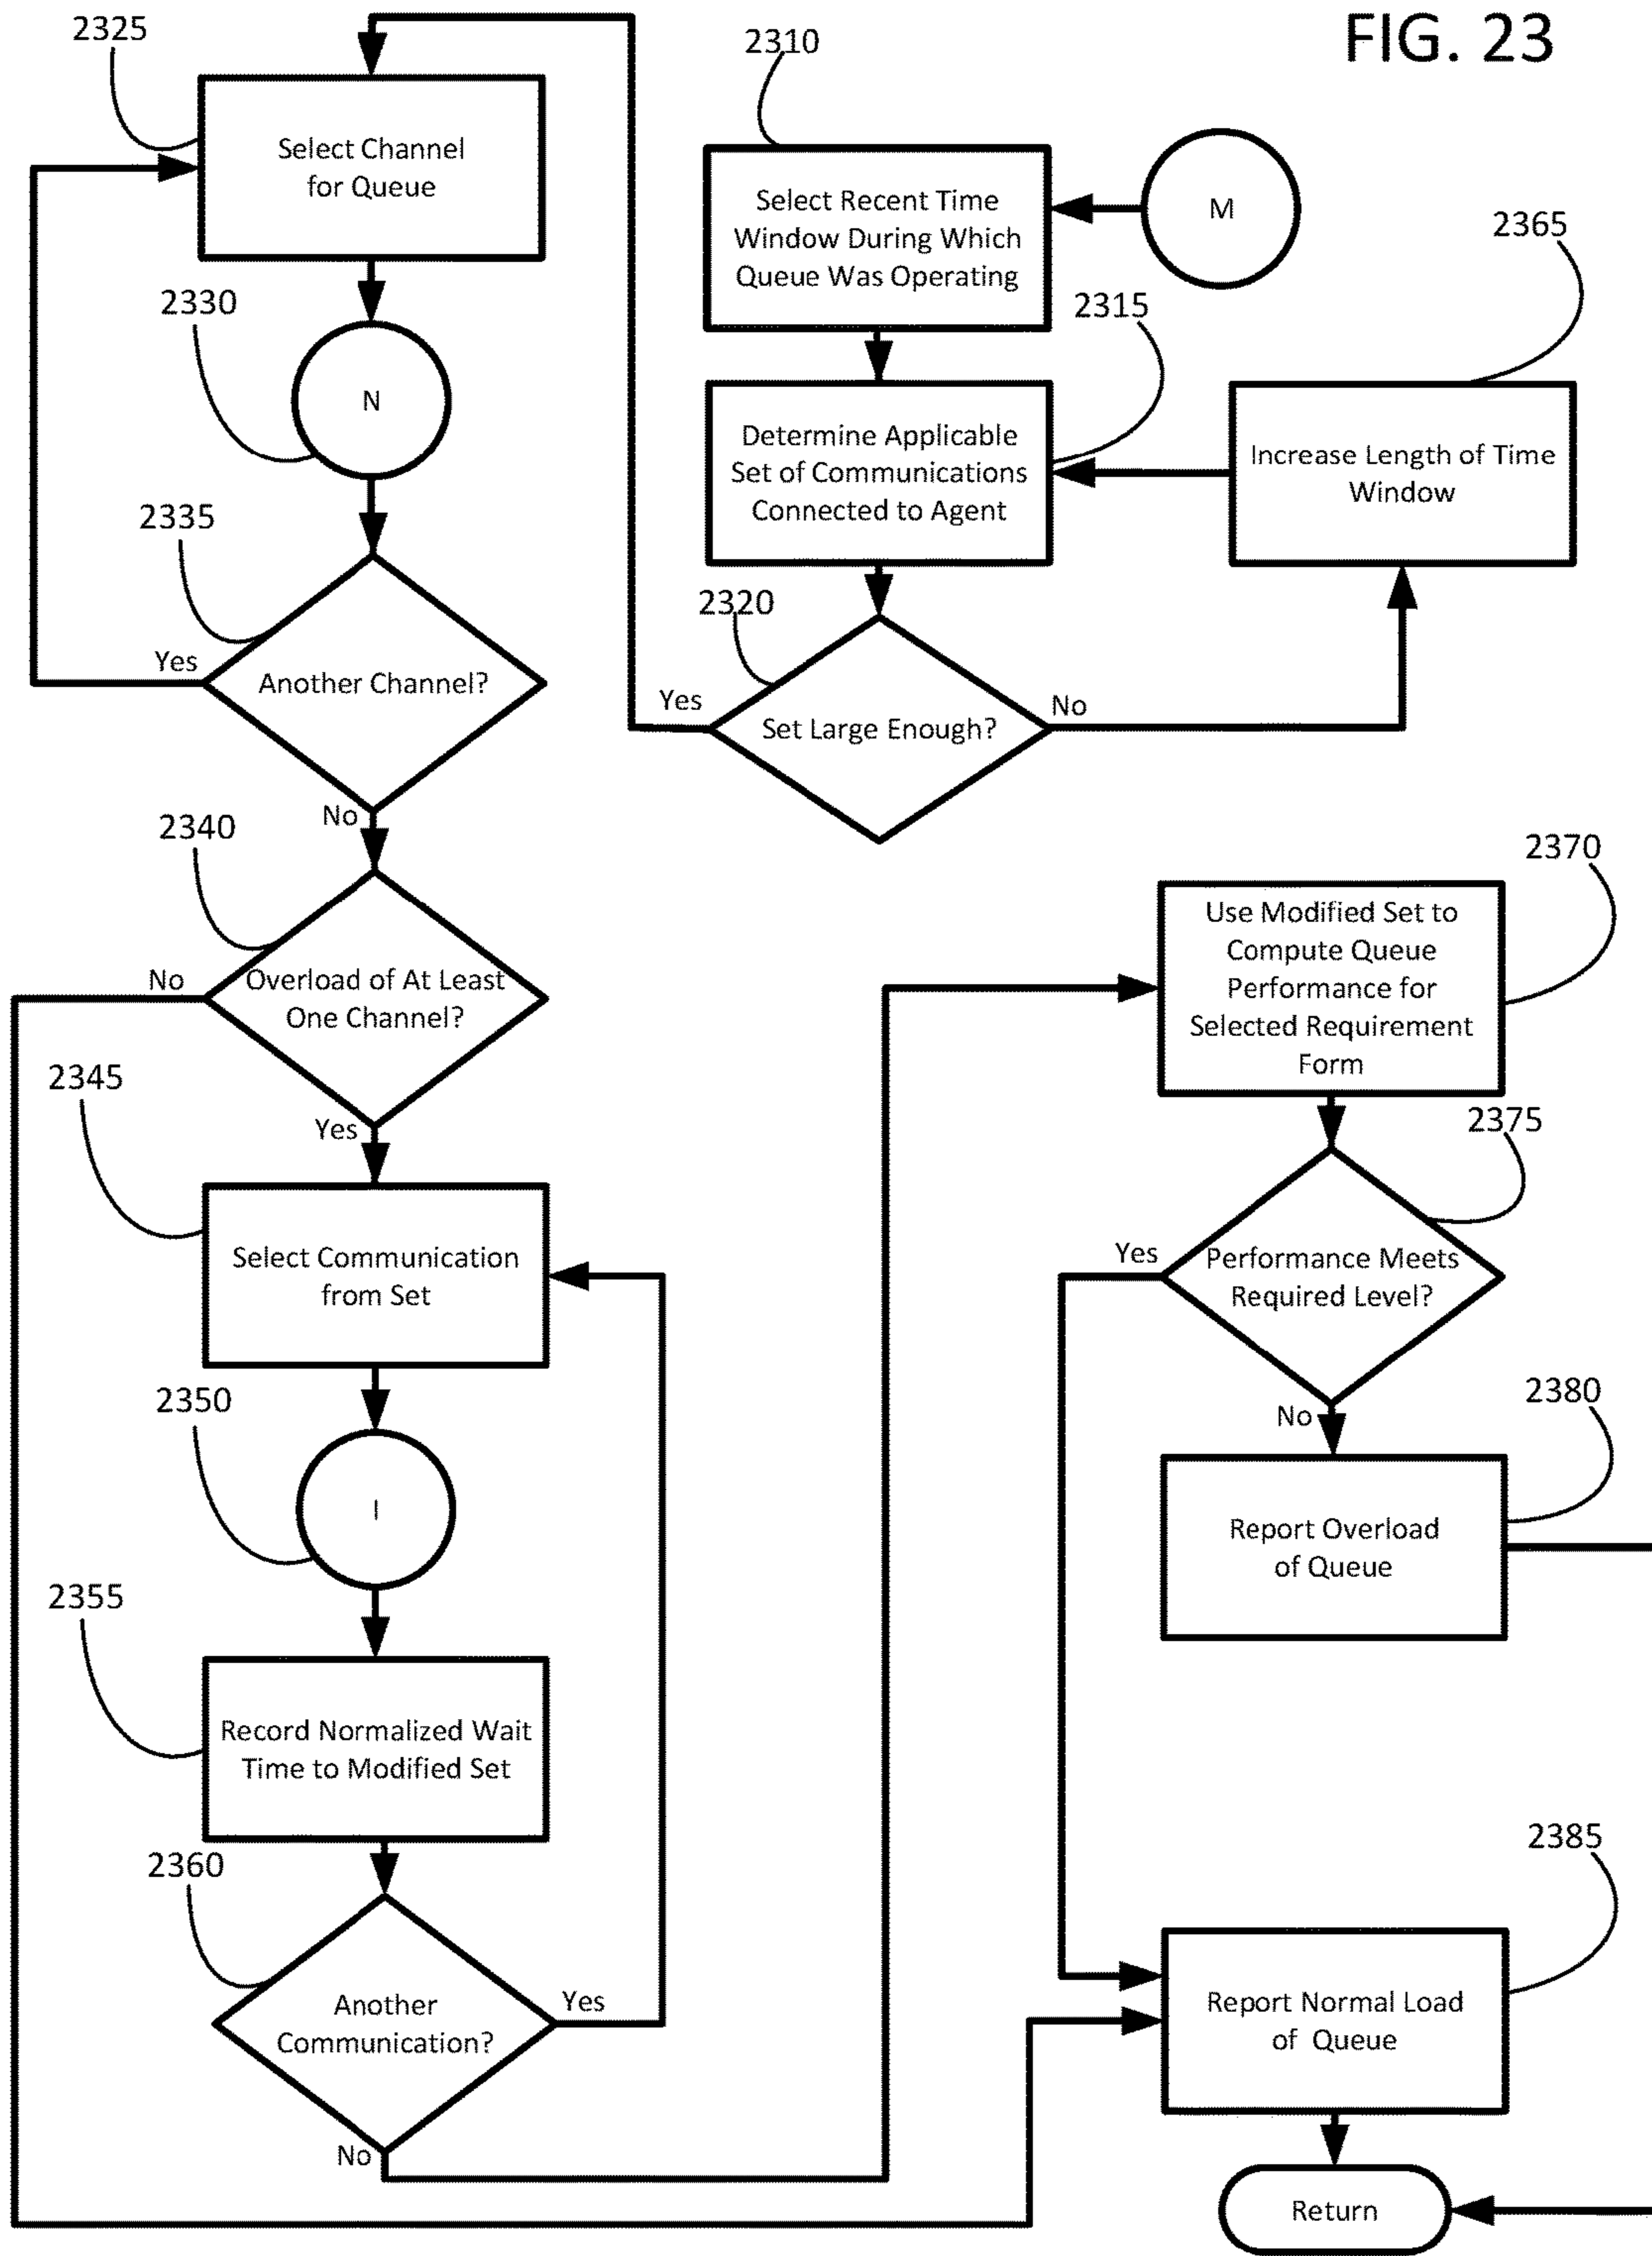 FIG. 23
2325
Select Channel
for Queue
2330
N
2335
Another Channel?
Yes
No
2310
Select Recent Time
Window During Which
Queue Was Operating
M
2315
Determine Applicable
Set of Communications
Connected to Agent
2365
Increase Length of Time
Window
2320
Set Large Enough?
Yes
No
2340
Overload of At Least
One Channel?
No
Yes
2345
Select Communication
from Set
2350
I
2355
Record Normalized Wait
Time to Modified Set
2360
Another
Communication?
Yes
No
2370
Use Modified Set to
Compute Queue
Performance for
Selected Requirement
Form
2375
Performance Meets
Required Level?
Yes
No
2380
Report Overload
of Queue
2385
Report Normal Load
of Queue
Return